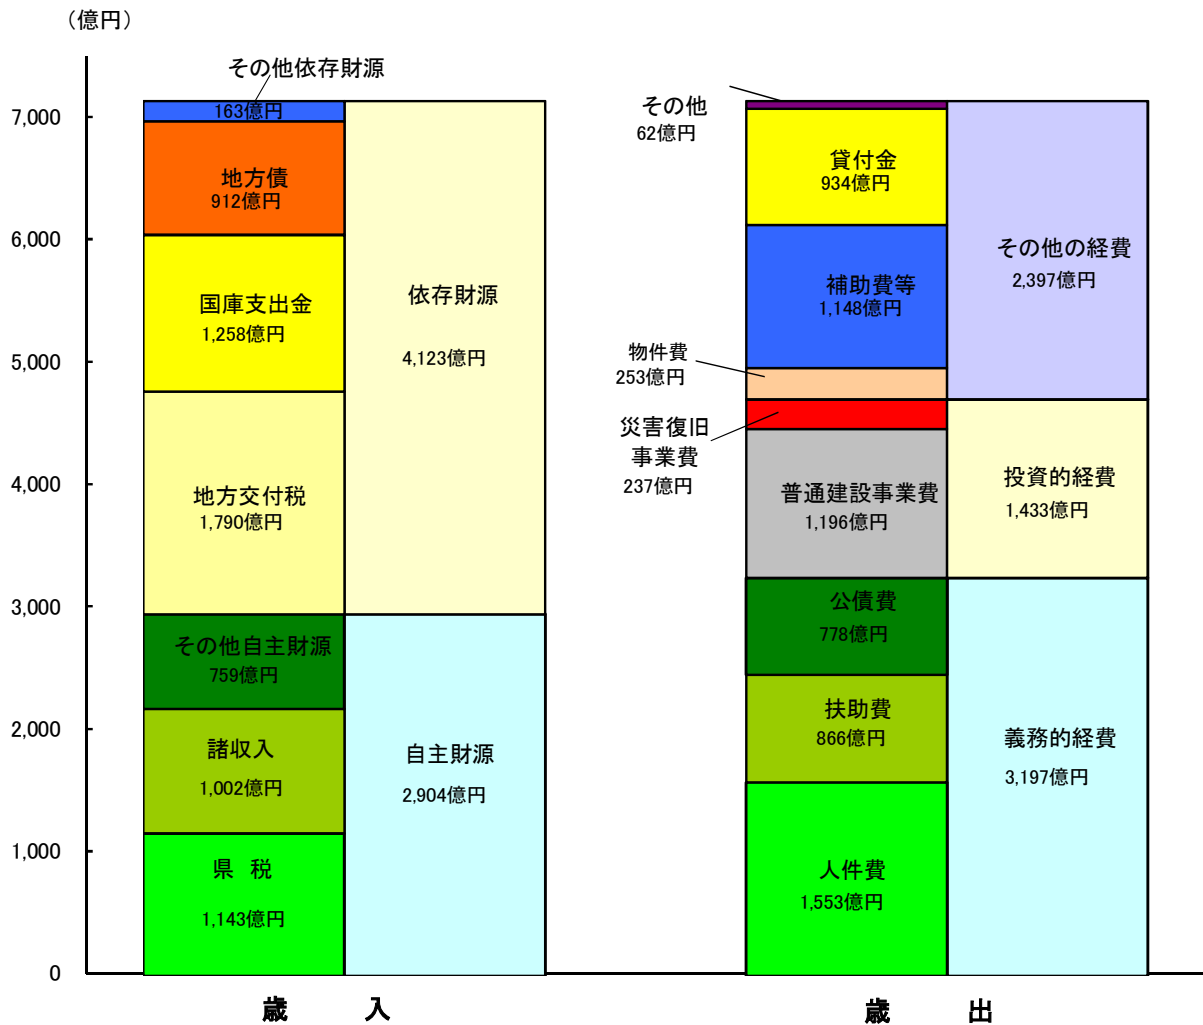 （億円）
7,000
6,000
5,000
4,000
3,000
2,000
1,000
0
その他依存財源
163億円
地方債
912億円
国庫支出金
1,258億円
地方交付税
1,790億円
その他自主財源
759億円
諸収入
1,002億円
県 税
1,143億円
依存財源
4,123億円
自主財源
2,904億円
歳 入
その他
62億円
貸付金
934億円
補助費等
1,148億円
物件費
253億円
災害復旧
事業費
237億円
普通建設事業費
1,196億円
公債費
778億円
扶助費
866億円
人件費
1,553億円
その他の経費
2,397億円
投資的経費
1,433億円
義務的経費
3,197億円
歳 出